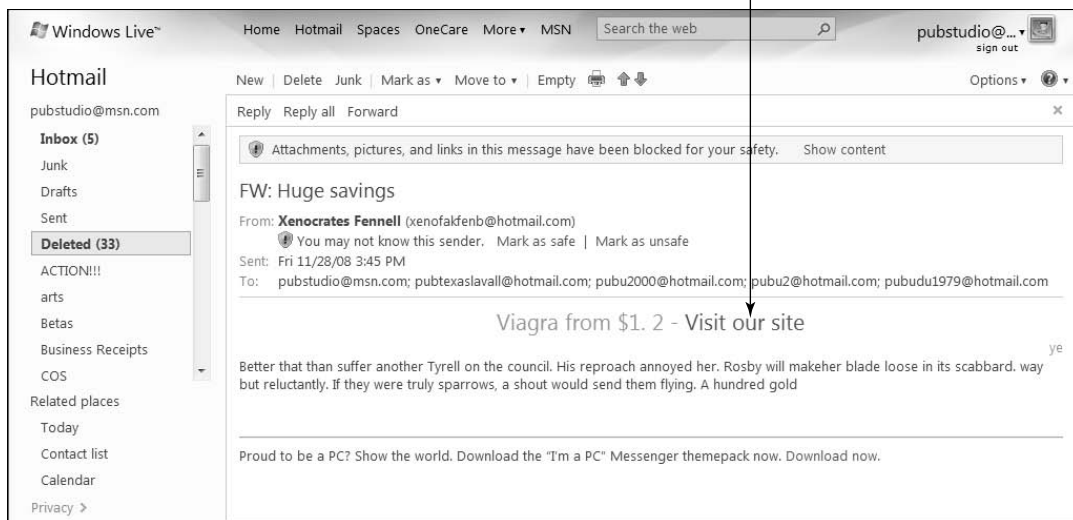 Windows Live™
Home Hotmail Spaces OneCare More MSN Search the web pubstudio@...
sign out
Hotmail
New | Delete Junk | Mark as Move to | Empty Options
pubstudio@msn.com
Reply Reply all Forward
Inbox (5)
Junk
Drafts
Sent
Deleted (33)
ACTION!!!
arts
Betas
Business Receipts
COS
Related places
Today
Contact list
Calendar
Privacy
Attachments, pictures, and links in this message have been blocked for your safety. Show content
FW: Huge savings
From: Xenocrates Fennell (xenofakfenb@hotmail.com)
You may not know this sender. Mark as safe | Mark as unsafe
Sent: Fri 11/28/08 3:45 PM
To: pubstudio@msn.com; pubtexaslavall@hotmail.com; pubu2000@hotmail.com; pubu2@hotmail.com; pubudu1979@hotmail.com
Viagra from $1. 2 - Visit our site
ye
Better that than suffer another Tyrell on the council. His reproach annoyed her. Rosby will makeher blade loose in its scabbard. way
but reluctantly. If they were truly sparrows, a shout would send them flying. A hundred gold
Proud to be a PC? Show the world. Download the "I'm a PC" Messenger themepack now. Download now.